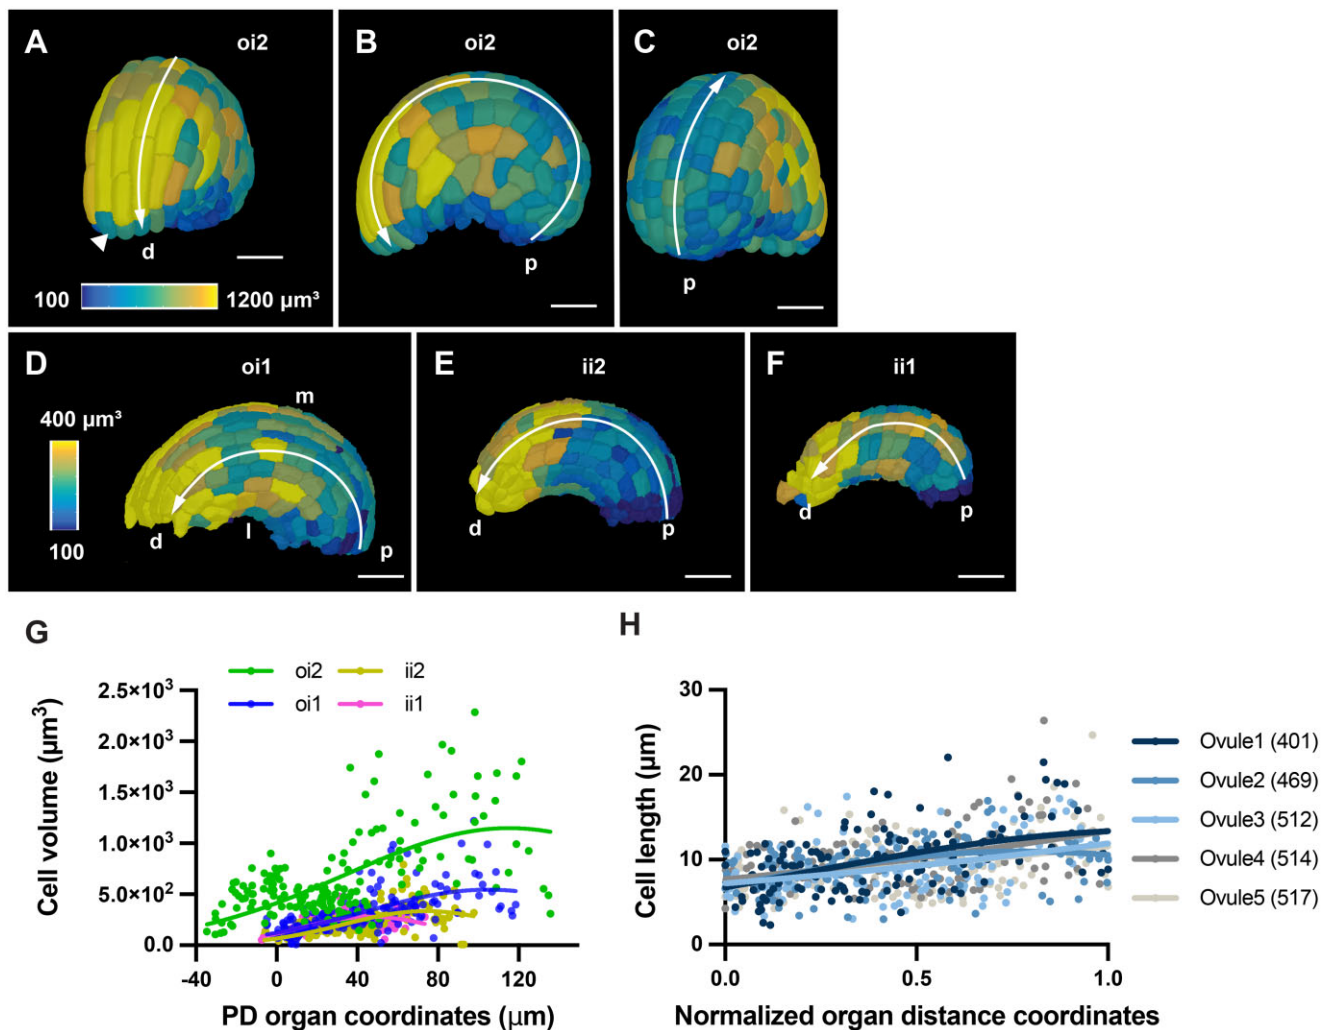 A
oi2
d
100
1200 µm³
B
oi2
p
C
oi2
p
D
oi1
m
400 µm³
100
d
l
p
E
ii2
d
p
F
ii1
d
p
G
oi2
ii2
oi1
ii1
Cell volume (µm³)
2.5×10³
2.0×10³
1.5×10³
1.0×10³
5.0×10²
0.0
-40
0
40
80
120
PD organ coordinates (µm)
H
Cell length (µm)
30
20
10
0
0.0
0.5
1.0
Normalized organ distance coordinates
Ovule1 (401)
Ovule2 (469)
Ovule3 (512)
Ovule4 (514)
Ovule5 (517)